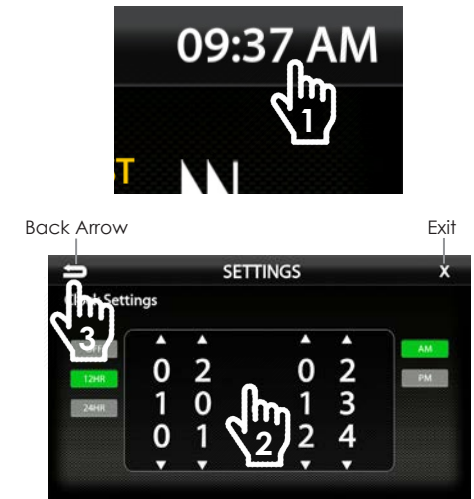 09:37 AM
1
Back Arrow Exit
SETTINGS X
Settings
3
AM
12HR 0 2 0 2 PM
24HR 1 0 1 3
0 1 2 2 4